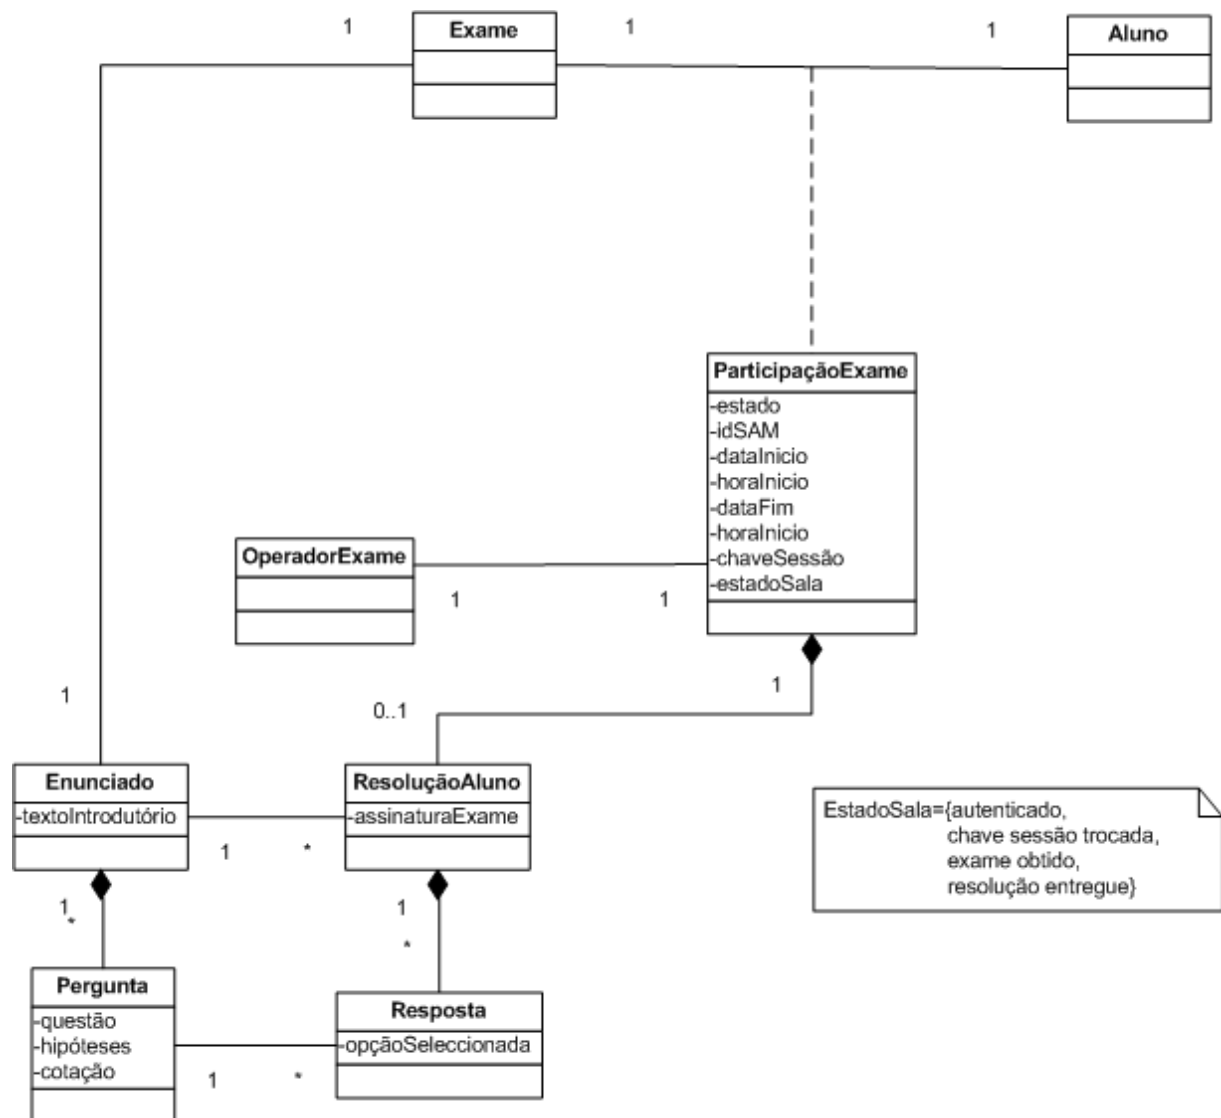 1
Exame
1
1
Aluno
ParticipaçãoExame
-estado
-idSAM
-dataInicio
-horaInicio
-dataFim
-horaInicio
-chaveSessão
-estadoSala
OperadorExame
1
1
1
0..1
1
Enunciado
-textoIntrodutório
ResoluçãoAluno
-assinaturaExame
1
*
EstadoSala={autenticado,
chave sessão trocada,
exame obtido,
resolução entregue}
1
*
1
*
Pergunta
-questão
-hipóteses
-cotação
Resposta
-opçãoSeleccionada
1
*